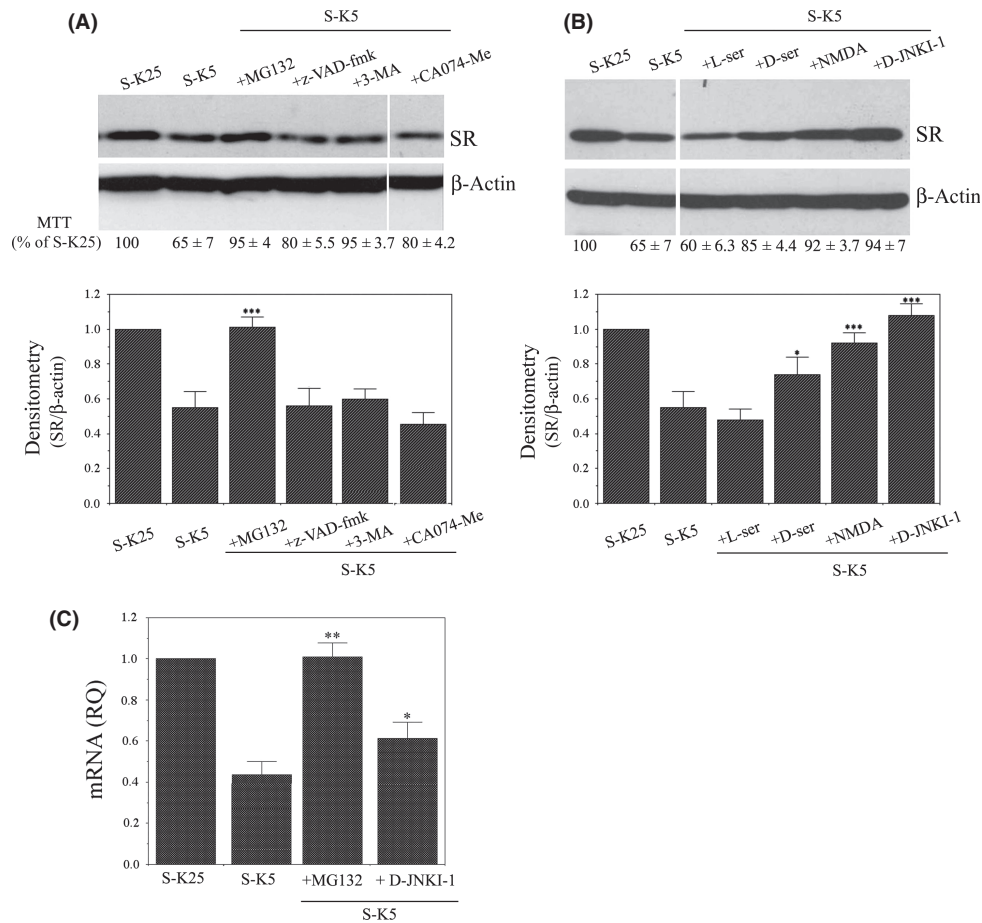 (A)
S-K5
S-K25
S-K5
+MG132
+z-VAD-fmk
+3-MA
+CA074-Me
SR
β-Actin
MTT
(% of S-K25)
100
65 ± 7
95 ± 4
80 ± 5.5
95 ± 3.7
80 ± 4.2
1.2
1.0
0.8
0.6
0.4
0.2
0.0
Densitometry
(SR/β-actin)
***
S-K25
S-K5
+MG132
+z-VAD-fmk
+3-MA
+CA074-Me
S-K5
(B)
S-K5
S-K25
S-K5
+L-ser
+D-ser
+NMDA
+D-JNKI-1
SR
β-Actin
100
65 ± 7
60 ± 6.3
85 ± 4.4
92 ± 3.7
94 ± 7
1.2
1.0
0.8
0.6
0.4
0.2
0.0
Densitometry
(SR/β-actin)
*
***
***
S-K25
S-K5
+L-ser
+D-ser
+NMDA
+D-JNKI-1
S-K5
(C)
1.2
1.0
0.8
0.6
0.4
0.2
0.0
mRNA (RQ)
**
*
S-K25
S-K5
+MG132
+ D-JNKI-1
S-K5